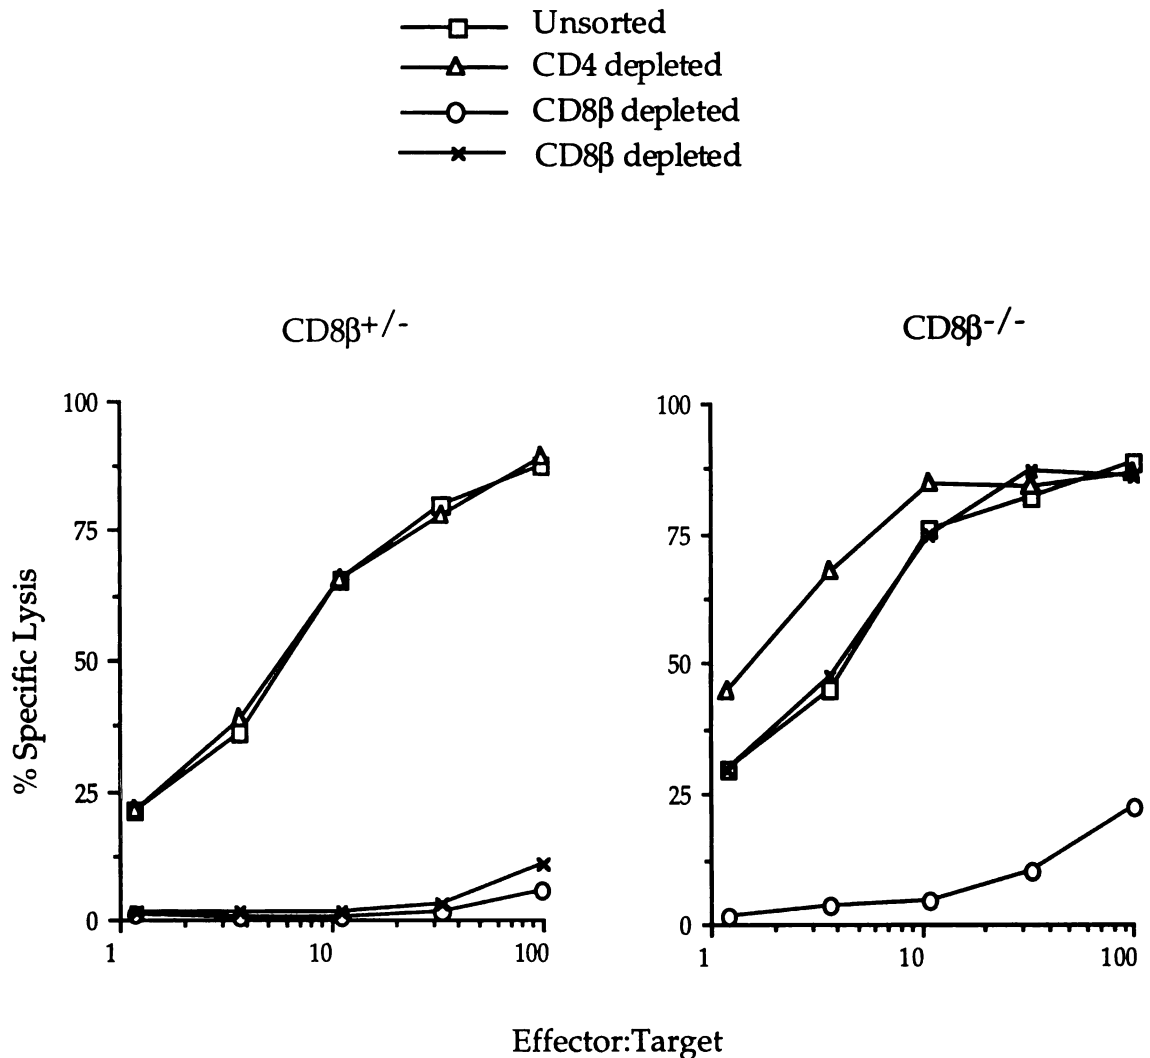 Unsorted
CD4 depleted
CD8β depleted
CD8β depleted
CD8β+/-
CD8β-/-
% Specific Lysis
100
75
50
25
0
1
10
100
100
75
50
25
0
1
10
100
Effector:Target